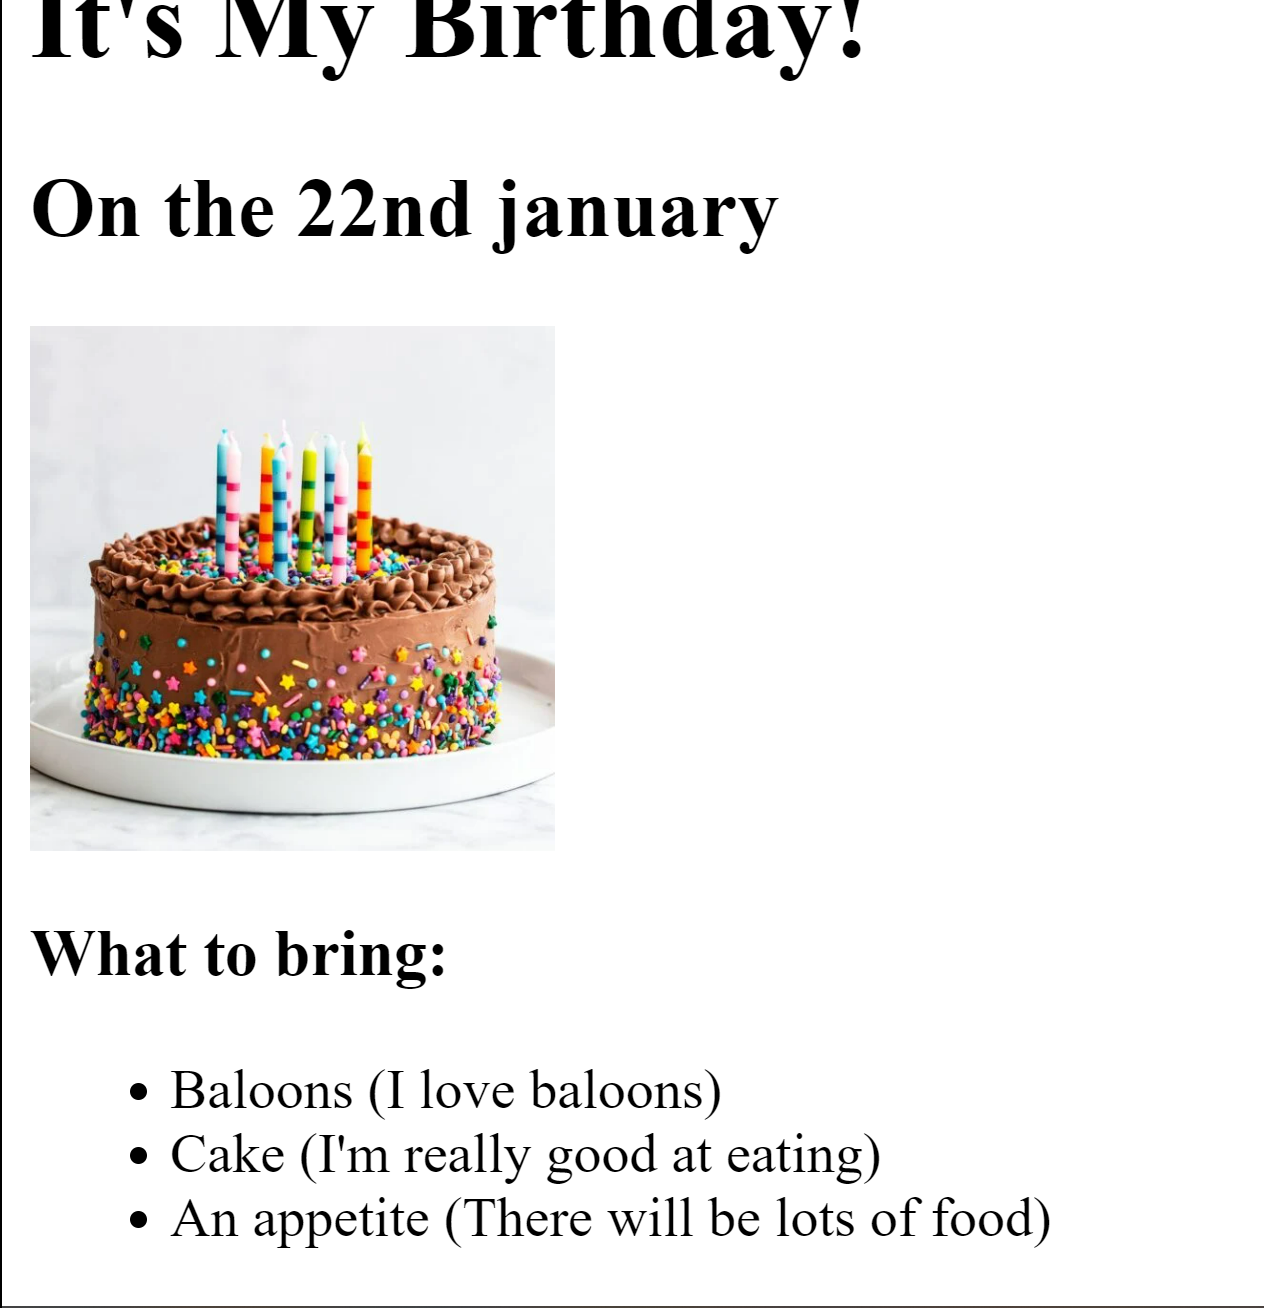 It's My Birthday!
On the 22nd january
What to bring:
• Baloons (I love baloons)
• Cake (I'm really good at eating)
• An appetite (There will be lots of food)